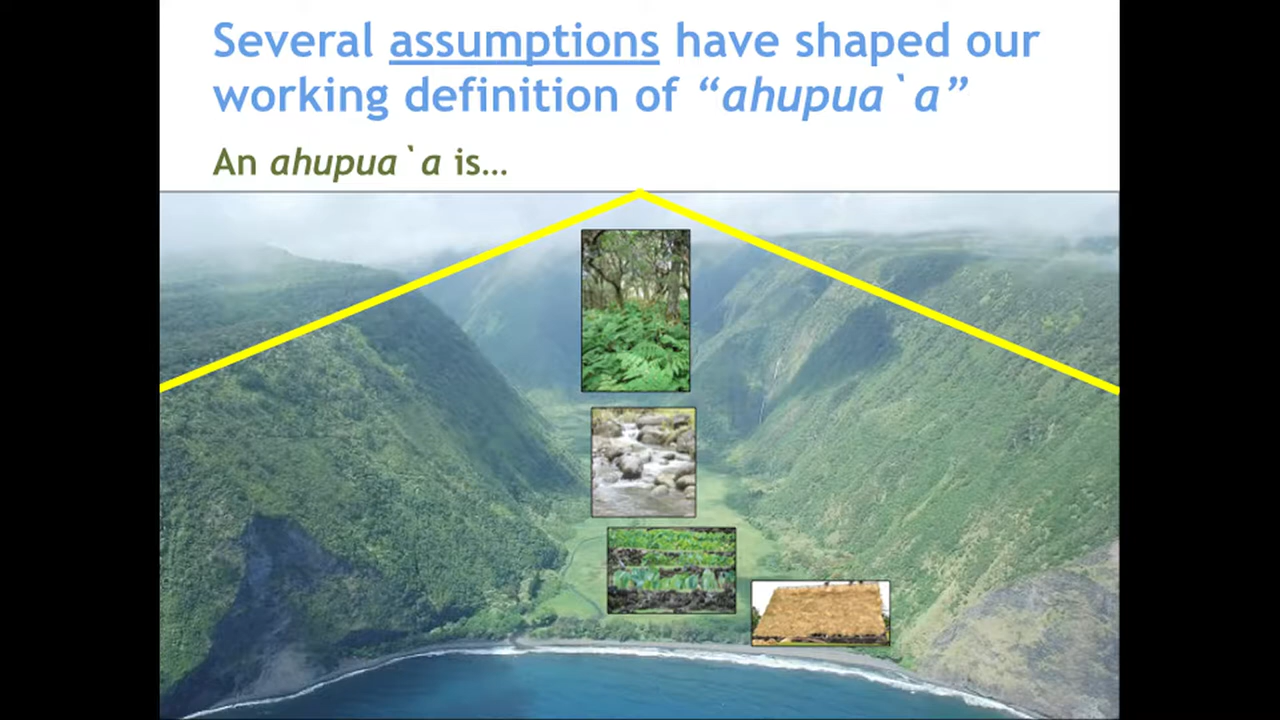 Several assumptions have shaped our
working definition of “ahupua`a”
An ahupua`a is…